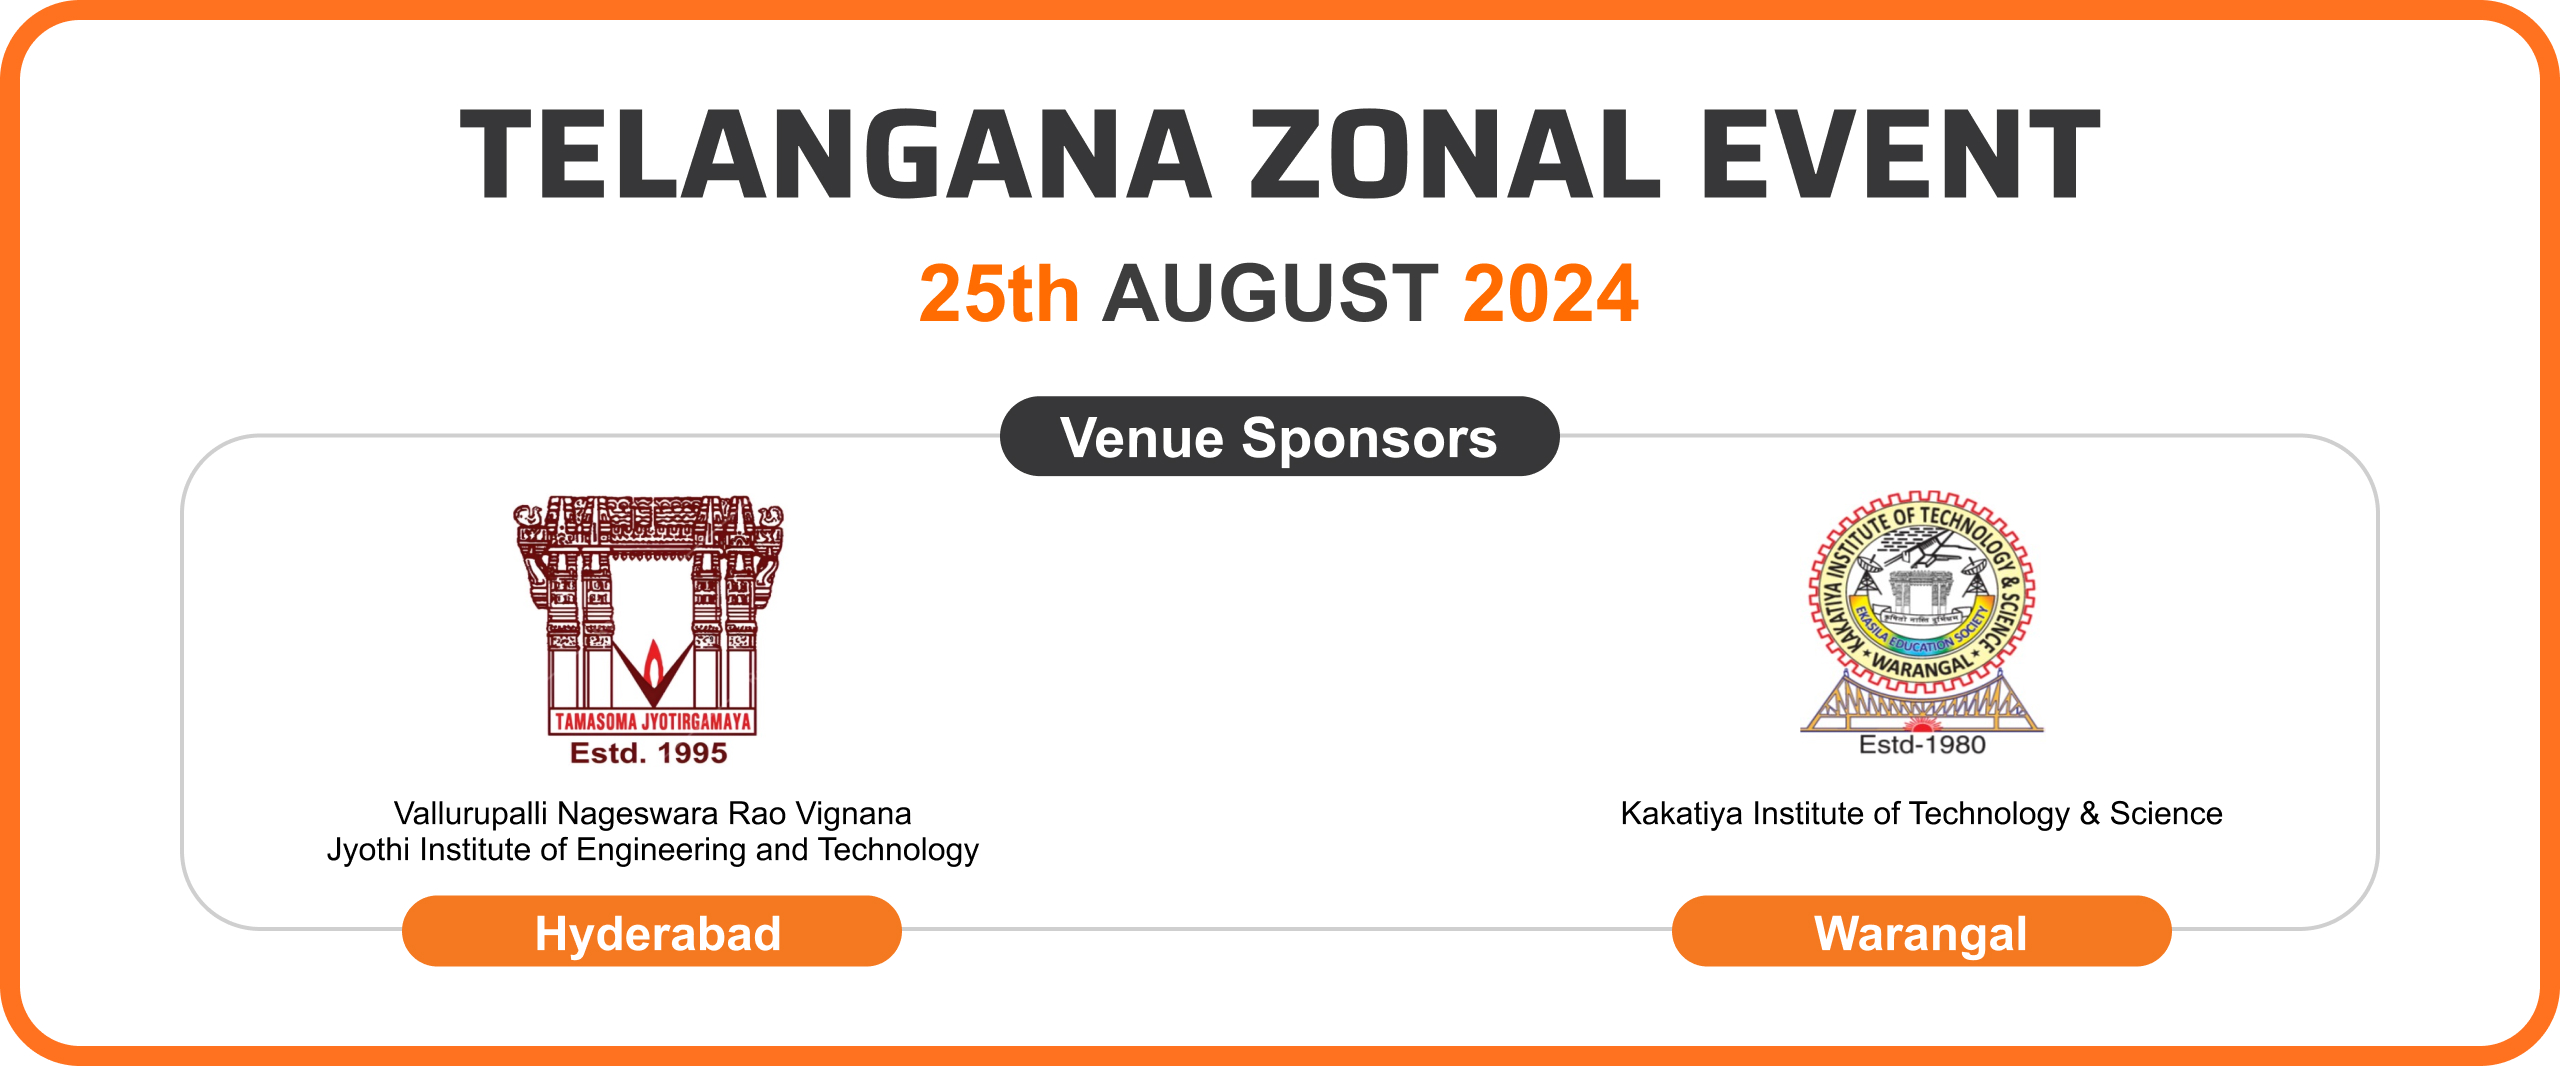 TELANGANA ZONAL EVENT
25th AUGUST 2024
Venue Sponsors
TAMASOMA JYOTIRGAMAYA
Estd. 1995
Vallurupalli Nageswara Rao Vignana
Jyothi Institute of Engineering and Technology
Hyderabad
KAKATIYA INSTITUTE OF TECHNOLOGY & SCIENCE
EKASILA EDUCATION SOCIETY
★ WARANGAL ★
Estd-1980
Kakatiya Institute of Technology & Science
Warangal